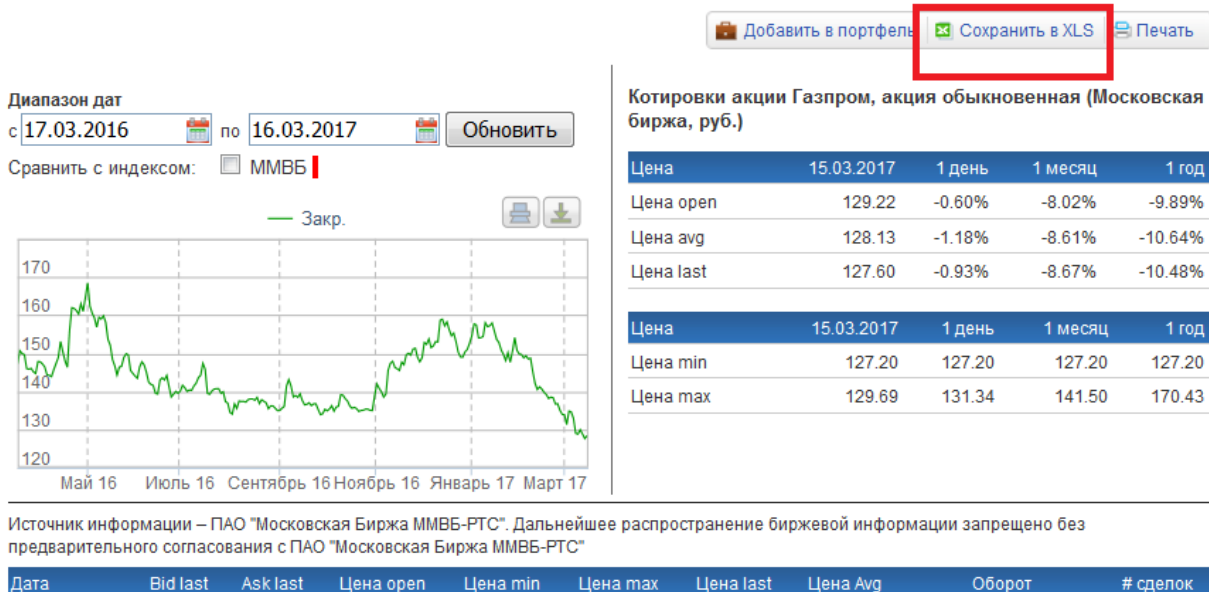 Добавить в портфель Сохранить в XLS Печать
Диапазон дат
с 17.03.2016 по 16.03.2017 Обновить
Сравнить с индексом: ММВБ
Закр.
170
160
150
140
130
120
Май 16 Июль 16 Сентябрь 16 Ноябрь 16 Январь 17 Март 17
Котировки акции Газпром, акция обыкновенная (Московская
биржа, руб.)
Цена 15.03.2017 1 день 1 месяц 1 год
Цена open 129.22 -0.60% -8.02% -9.89%
Цена avg 128.13 -1.18% -8.61% -10.64%
Цена last 127.60 -0.93% -8.67% -10.48%
Цена 15.03.2017 1 день 1 месяц 1 год
Цена min 127.20 127.20 127.20 127.20
Цена max 129.69 131.34 141.50 170.43
Источник информации – ПАО "Московская Биржа ММВБ-РТС". Дальнейшее распространение биржевой информации запрещено без
предварительного согласования с ПАО "Московская Биржа ММВБ-РТС"
Дата Bid last Ask last Цена open Цена min Цена max Цена last Цена Avg Оборот # сделок